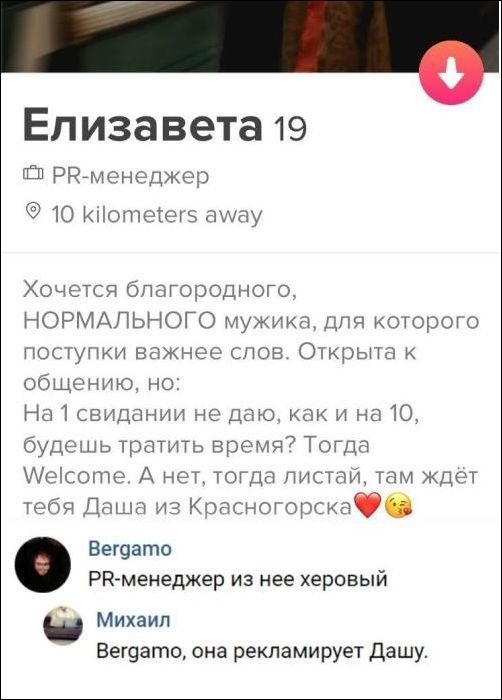 Елизавета 19
PR-менеджер
10 kilometers away
Хочется благородного,
НОРМАЛЬНОГО мужика, для которого
поступки важнее слов. Открыта к
общению, но:
На 1 свидании не даю, как и на 10,
будешь тратить время? Тогда
Welcome. А нет, тогда листай, там ждёт
тебя Даша из Красногорска❤️😘
Bergamo
PR-менеджер из нее херовый
Михаил
Bergamo, она рекламирует Дашу.